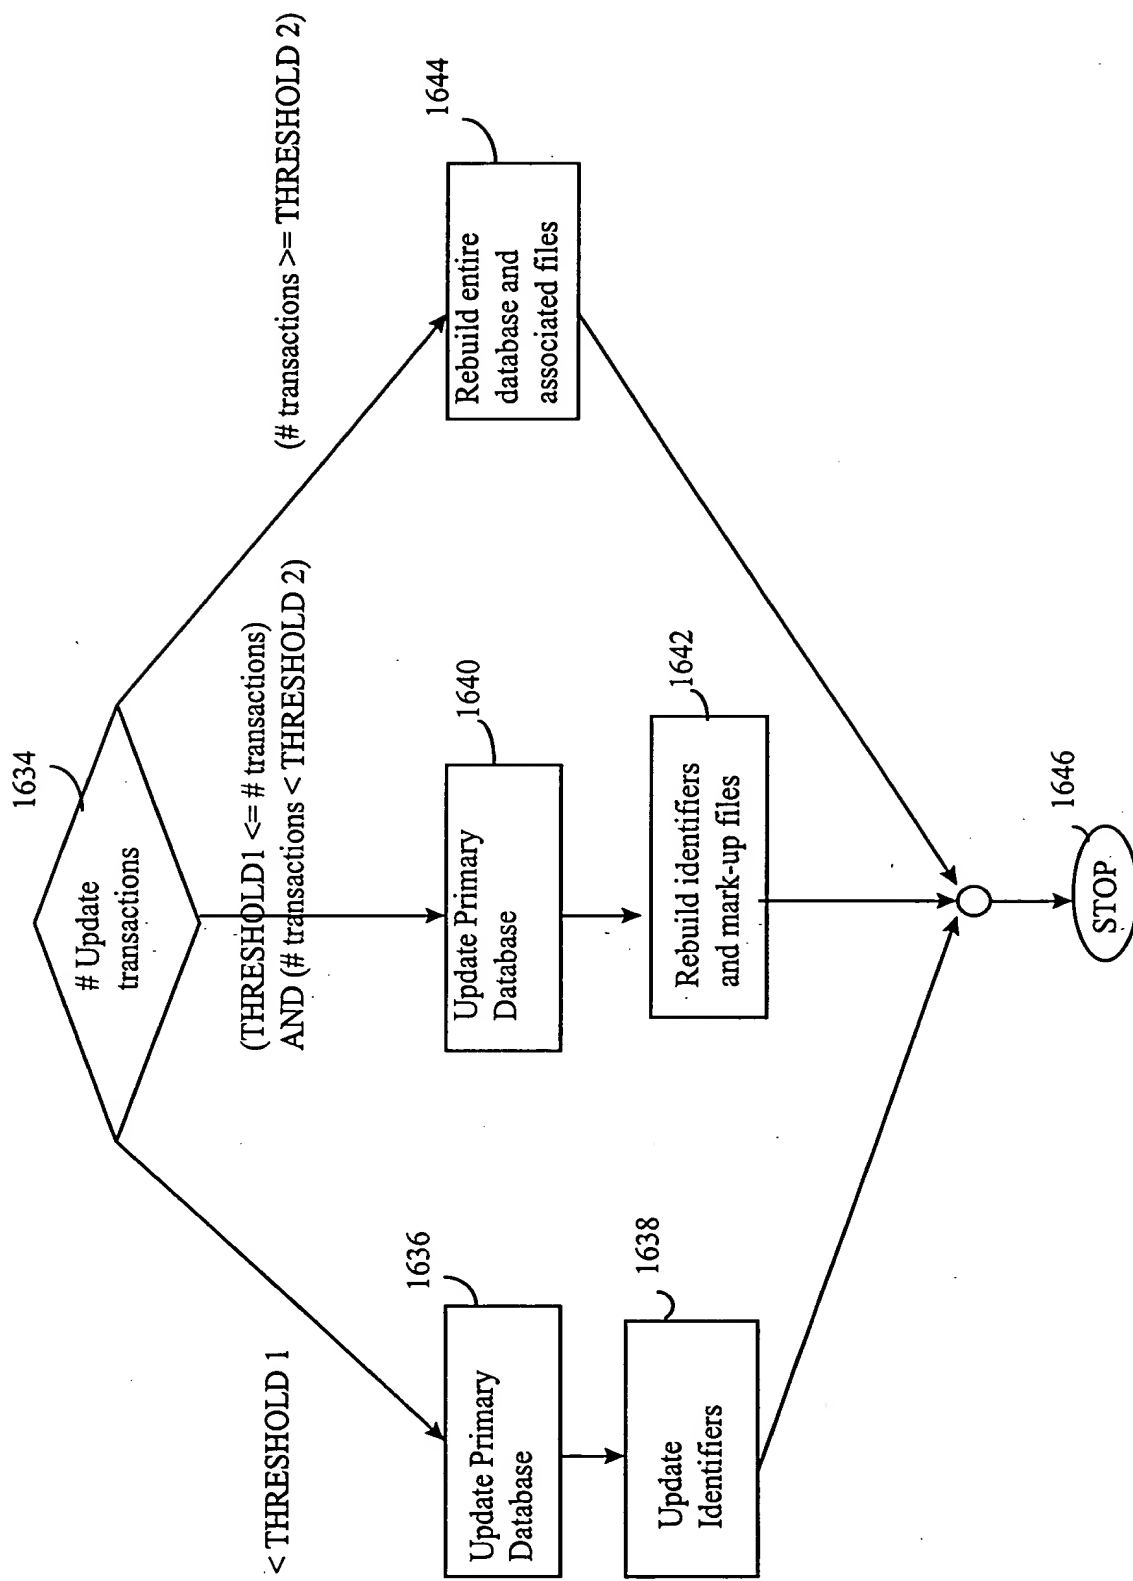 1634
# Update
transactions
< THRESHOLD 1
(THRESHOLD1 <= # transactions)
AND (# transactions < THRESHOLD 2)
(# transactions >= THRESHOLD 2)
1636
Update Primary
Database
1638
Update
Identifiers
1640
Update Primary
Database
1642
Rebuild identifiers
and mark-up files
1644
Rebuild entire
database and
associated files
1646
STOP